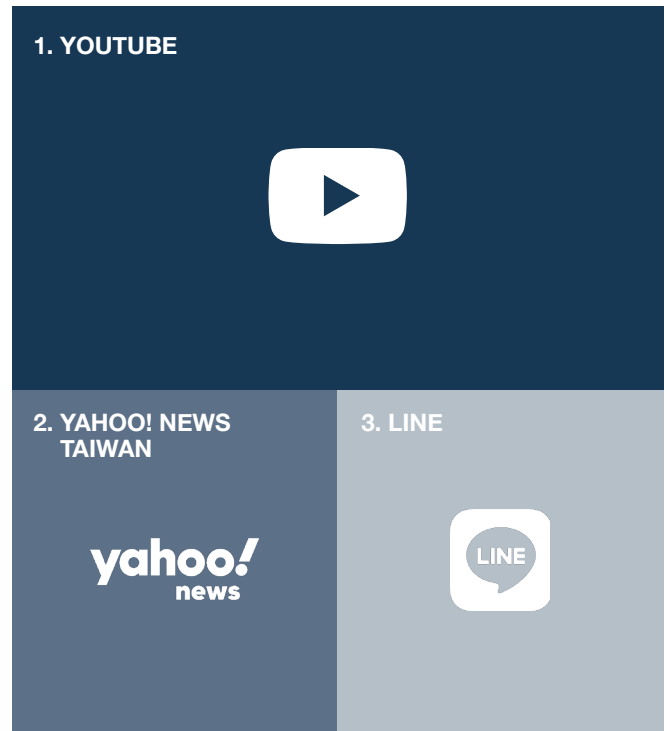 1. YOUTUBE
2. YAHOO! NEWS
TAIWAN
yahoo!
news
3. LINE
LINE